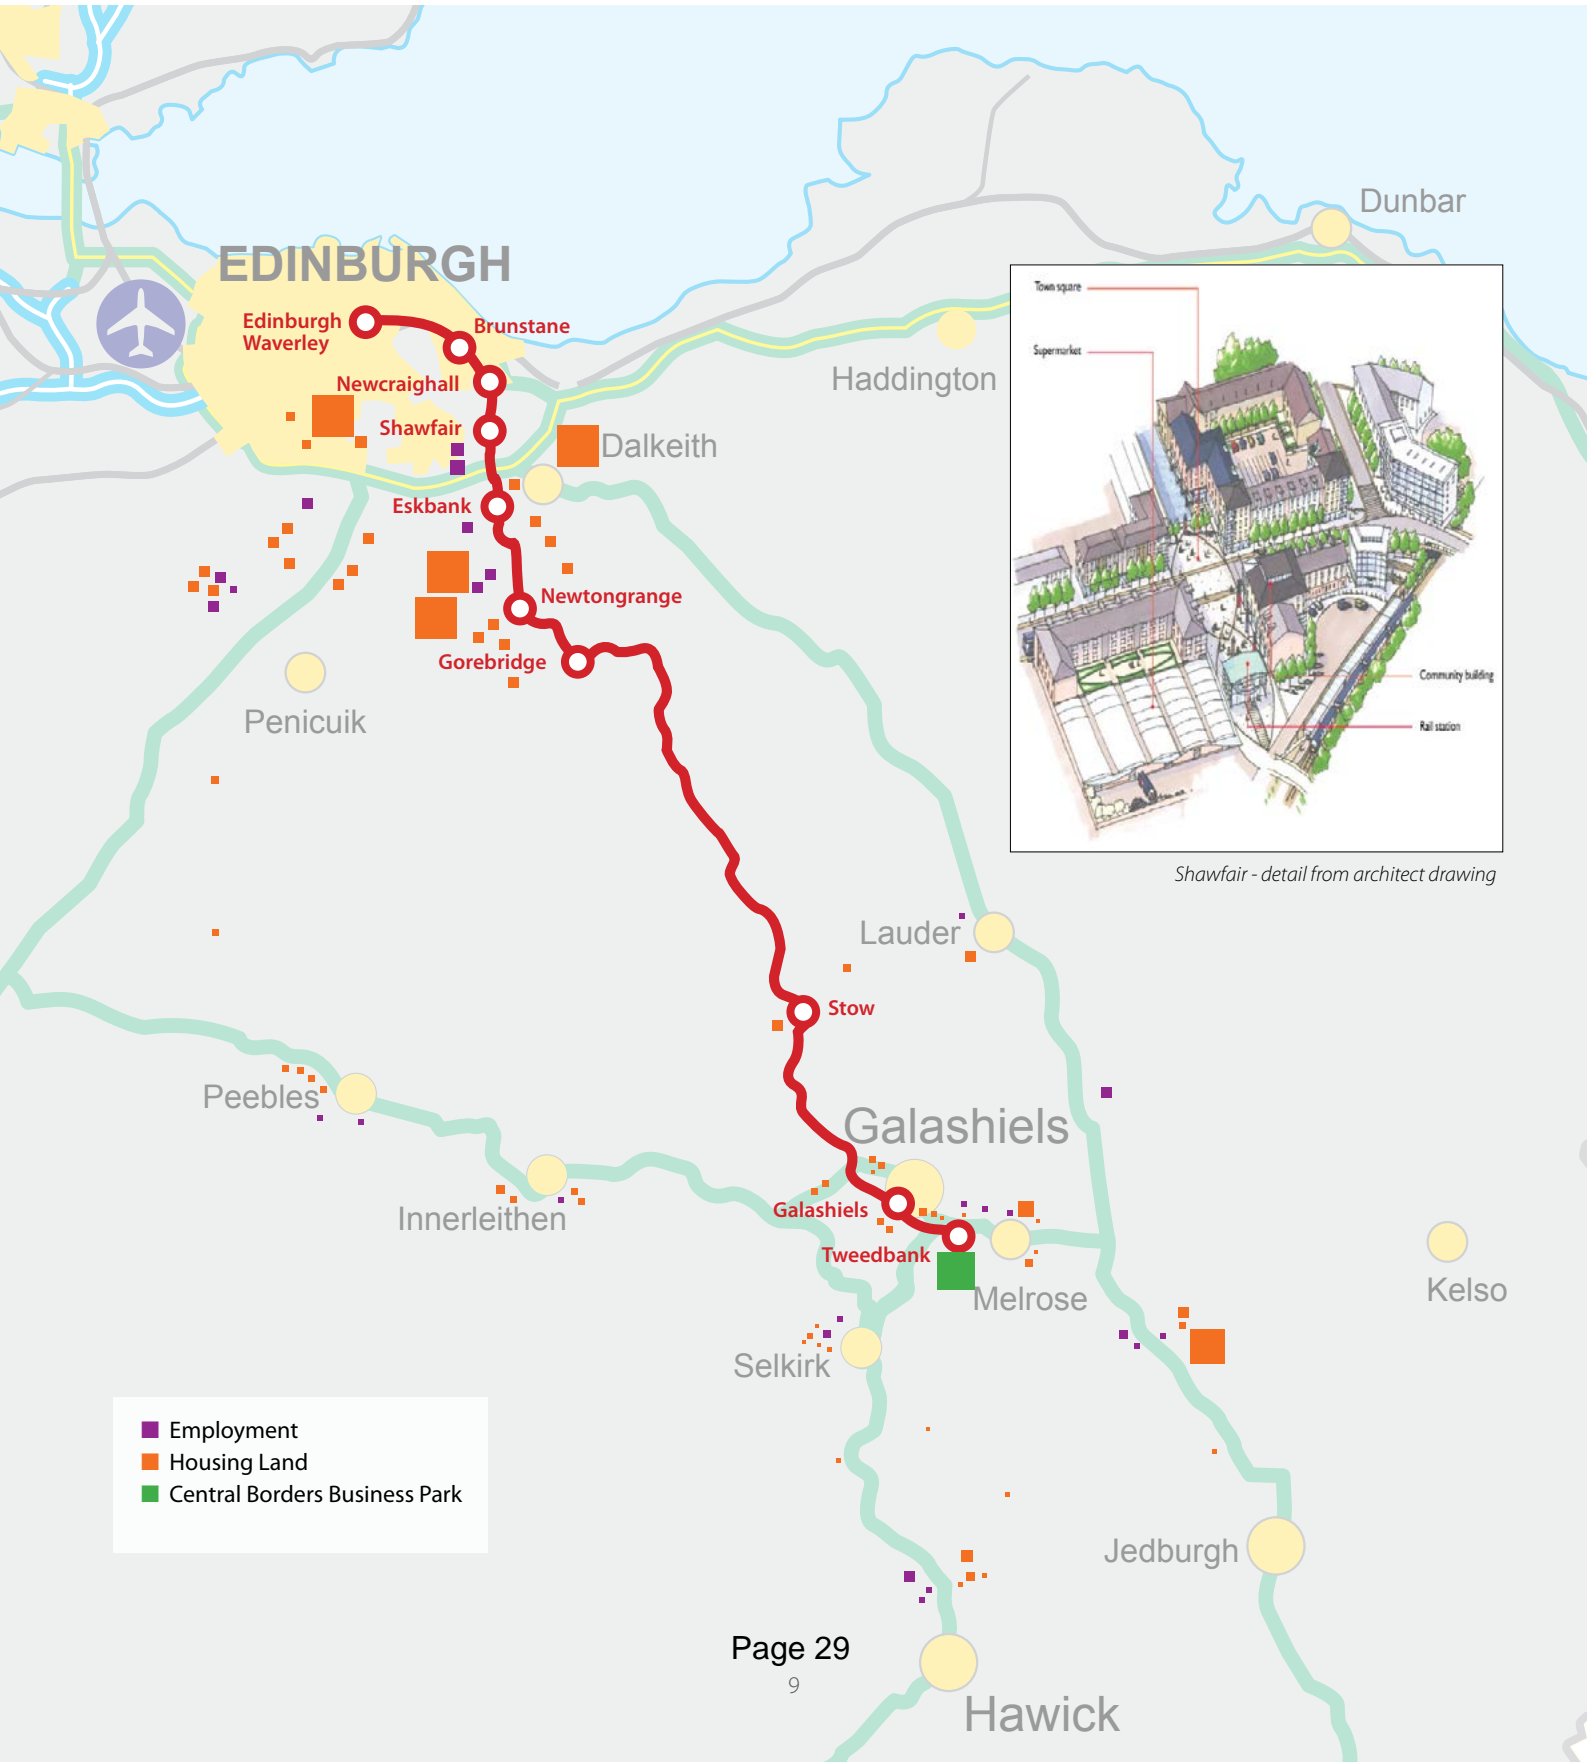 Dunbar
EDINBURGH
Town square
Edinburgh
Waverley
Brunstane
Supermarket
Newcraighall
Haddington
Shawfair
Dalkeith
Eskbank
Newtongrange
Gorebridge
Community building
Penicuik
Rail station
Shawfair - detail from architect drawing
Lauder
Stow
Peebles
Galashiels
Innerleithen
Galashiels
Tweedbank
Melrose
Kelso
Selkirk
Employment
Housing Land
Central Borders Business Park
Jedburgh
Page 29
9
Hawick